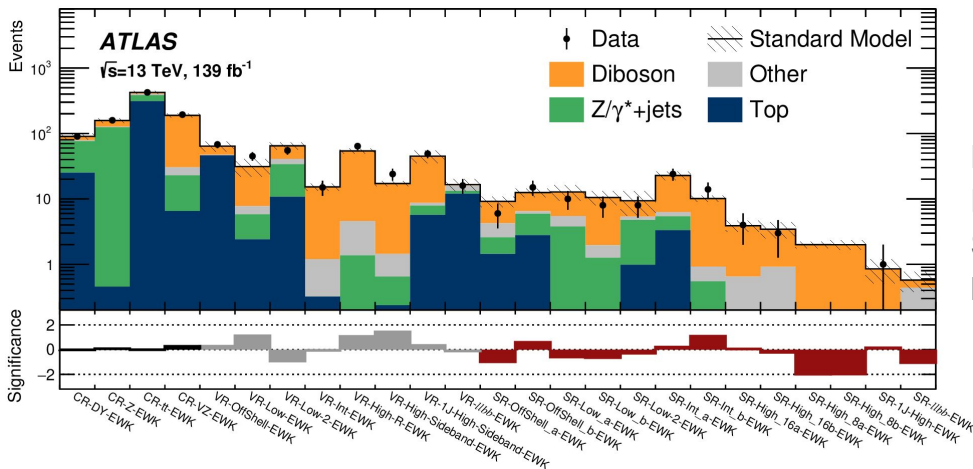 Events
10³
10²
10
1
ATLAS
√s=13 TeV, 139 fb⁻¹
Data
Standard Model
Diboson
Other
Z/γ*+jets
Top
Significance
2
0
−2
CR-DY-EWK
CR-Z-EWK
CR-tt-EWK
CR-VZ-EWK
VR-OffShell-EWK
VR-Low-EWK
VR-Low-2-EWK
VR-Int-EWK
VR-High-R-EWK
VR-High-Sideband-EWK
VR-1J-High-Sideband-EWK
VR-llbb-EWK
SR-OffShell_a-EWK
SR-OffShell_b-EWK
SR-Low_a-EWK
SR-Low_b-EWK
SR-Low-2-EWK
SR-Int_a-EWK
SR-Int_b-EWK
SR-High_16a-EWK
SR-High_16b-EWK
SR-High_8a-EWK
SR-High_8b-EWK
SR-1J-High-EWK
SR-llbb-EWK